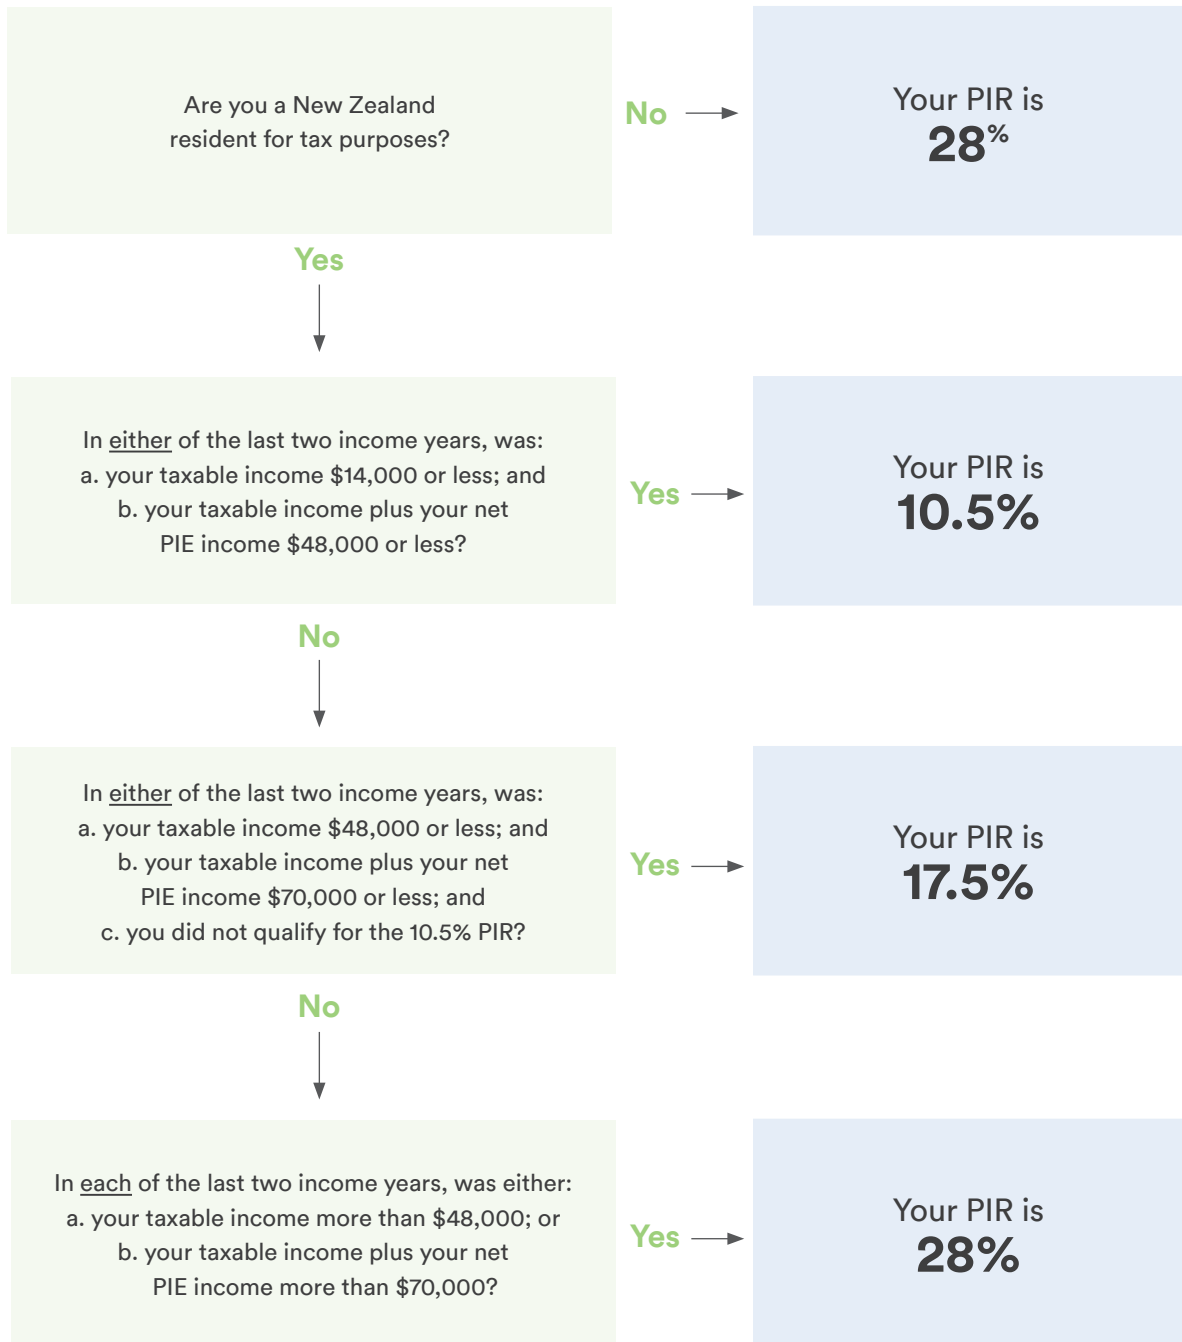 Are you a New Zealand
resident for tax purposes?
No
Your PIR is
28%
Yes
In either of the last two income years, was:
a. your taxable income $14,000 or less; and
b. your taxable income plus your net
PIE income $48,000 or less?
Yes
Your PIR is
10.5%
No
In either of the last two income years, was:
a. your taxable income $48,000 or less; and
b. your taxable income plus your net
PIE income $70,000 or less; and
c. you did not qualify for the 10.5% PIR?
Yes
Your PIR is
17.5%
No
In each of the last two income years, was either:
a. your taxable income more than $48,000; or
b. your taxable income plus your net
PIE income more than $70,000?
Yes
Your PIR is
28%